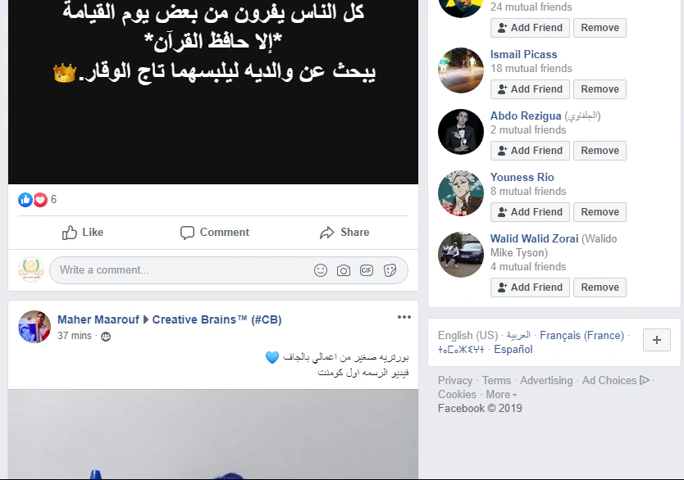 كل الناس يفرون من بعض يوم القيامة
*إلا حافظ القرآن*
يبحث عن والديه ليلبسهما تاج الوقار.
6
Like
Comment
Share
Write a comment...
GIF
Maher Maarouf ▸ Creative Brains™ (#CB)
37 mins ·
بورتريه صغير من اعمالي بالجاف
فيديو الرسمه اول كومنت
24 mutual friends
Add Friend Remove
Ismail Picass
18 mutual friends
Add Friend Remove
Abdo Rezigua (الجلفاوي)
2 mutual friends
Add Friend Remove
Youness Rio
8 mutual friends
Add Friend Remove
Walid Walid Zorai (Walido
Mike Tyson)
4 mutual friends
Add Friend Remove
English (US) · العربية · Français (France) ·
ⵜⴰⵎⴰⵣⵉⵖⵜ · Español
Privacy · Terms · Advertising · Ad Choices ·
Cookies · More
Facebook © 2019